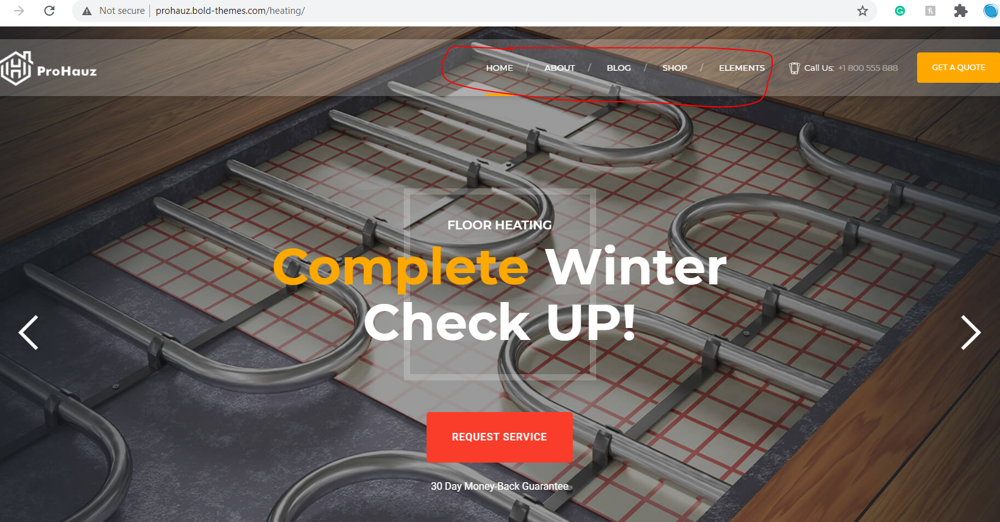 Not secure prohauz.bold-themes.com/heating/
ProHauz HOME / ABOUT / BLOG / SHOP / ELEMENTS Call Us: +1 800 555 888 GET A QUOTE
FLOOR HEATING
Complete Winter
Check UP!
REQUEST SERVICE
30 Day Money-Back Guarantee